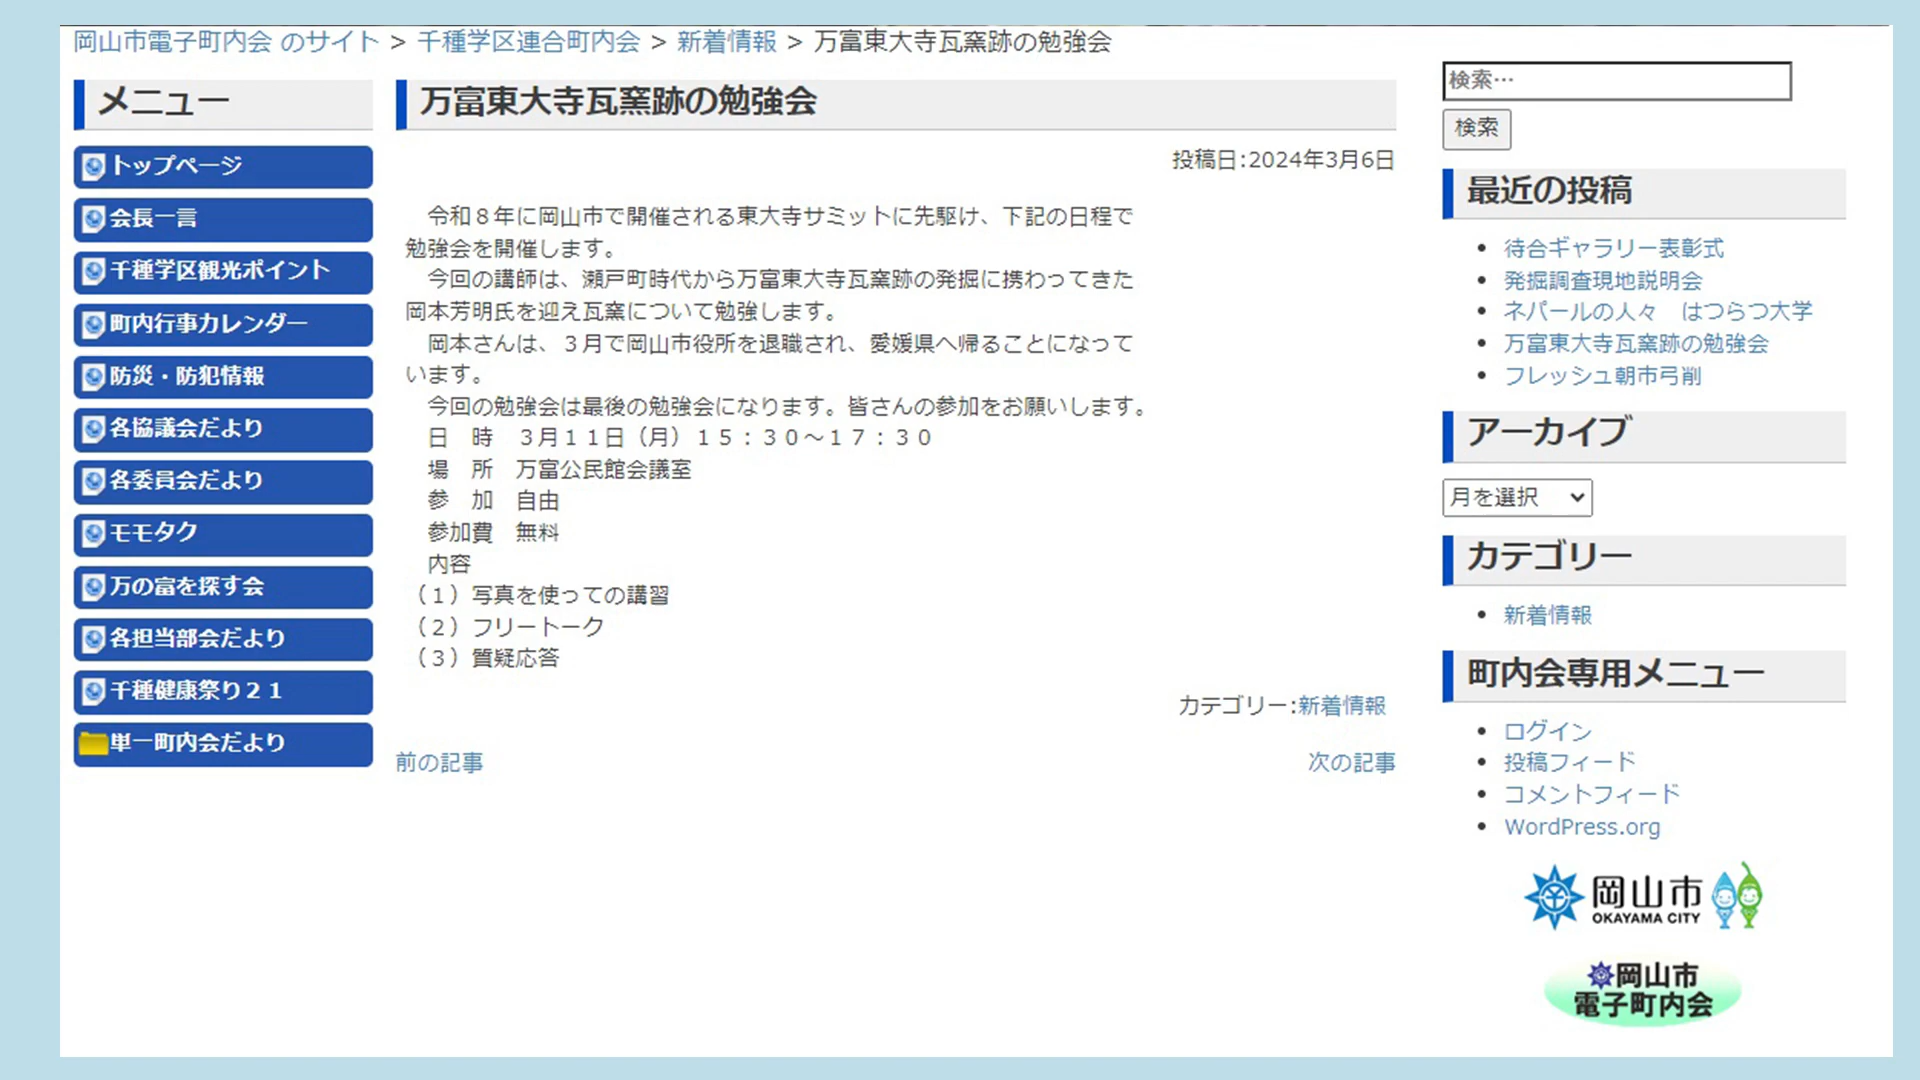 岡山市電子町内会 のサイト > 千種学区連合町内会 > 新着情報 > 万富東大寺瓦窯跡の勉強会
メニュー
トップページ
会長一言
千種学区観光ポイント
町内行事カレンダー
防災・防犯情報
各協議会だより
各委員会だより
モモタク
万の富を探す会
各担当部会だより
千種健康祭り２１
単一町内会だより
万富東大寺瓦窯跡の勉強会
投稿日:2024年3月6日
令和８年に岡山市で開催される東大寺サミットに先駆け、下記の日程で
勉強会を開催します。
今回の講師は、瀬戸町時代から万富東大寺瓦窯跡の発掘に携わってきた
岡本芳明氏を迎え瓦窯について勉強します。
岡本さんは、３月で岡山市役所を退職され、愛媛県へ帰ることになって
います。
今回の勉強会は最後の勉強会になります。皆さんの参加をお願いします。
日　時　３月１１日（月）１５：３０～１７：３０
場　所　万富公民館会議室
参　加　自由
参加費　無料
内容
（１）写真を使っての講習
（２）フリートーク
（３）質疑応答
カテゴリー:新着情報
前の記事
次の記事
検索…
検索
最近の投稿
待合ギャラリー表彰式
発掘調査現地説明会
ネパールの人々　はつらつ大学
万富東大寺瓦窯跡の勉強会
フレッシュ朝市弓削
アーカイブ
月を選択
カテゴリー
新着情報
町内会専用メニュー
ログイン
投稿フィード
コメントフィード
WordPress.org
岡山市
OKAYAMA CITY
岡山市
電子町内会